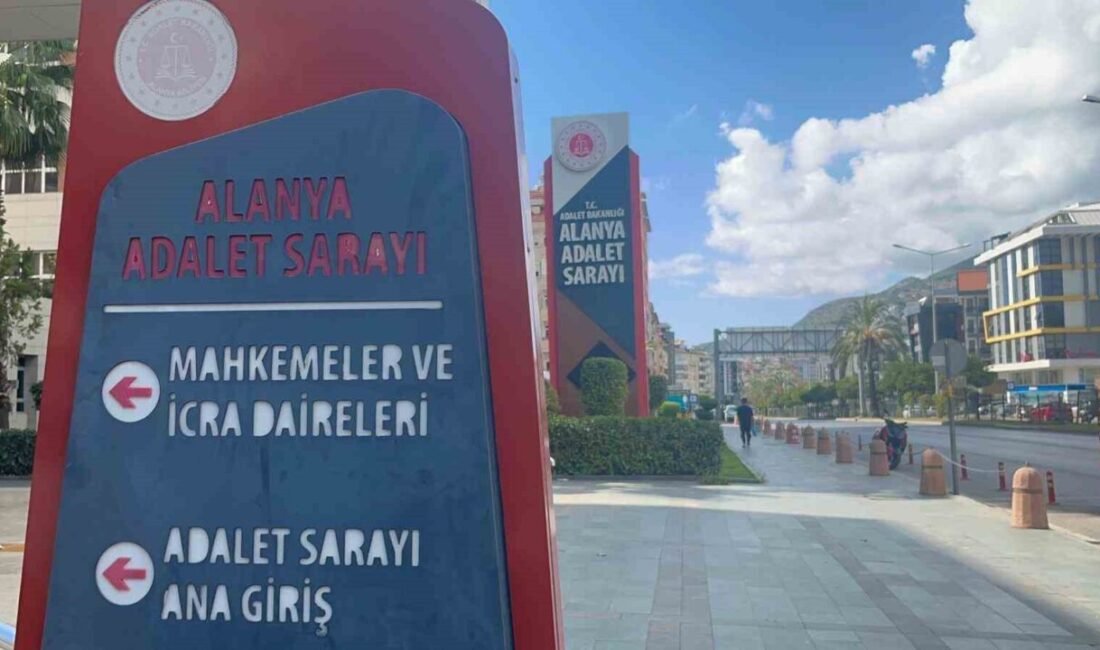 ALANYA
ADALET SARAYI
MAHKEMELER VE
İCRA DAİRELERİ
ADALET SARAYI
ANA GİRİŞ
T.C.
ADALET BAKANLIĞI
ALANYA
ADALET
SARAYI